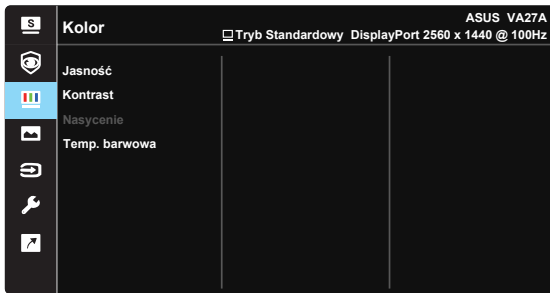 S
Kolor
ASUS VA27A
Tryb Standardowy DisplayPort 2560 x 1440 @ 100Hz
Jasność
Kontrast
Nasycenie
Temp. barwowa